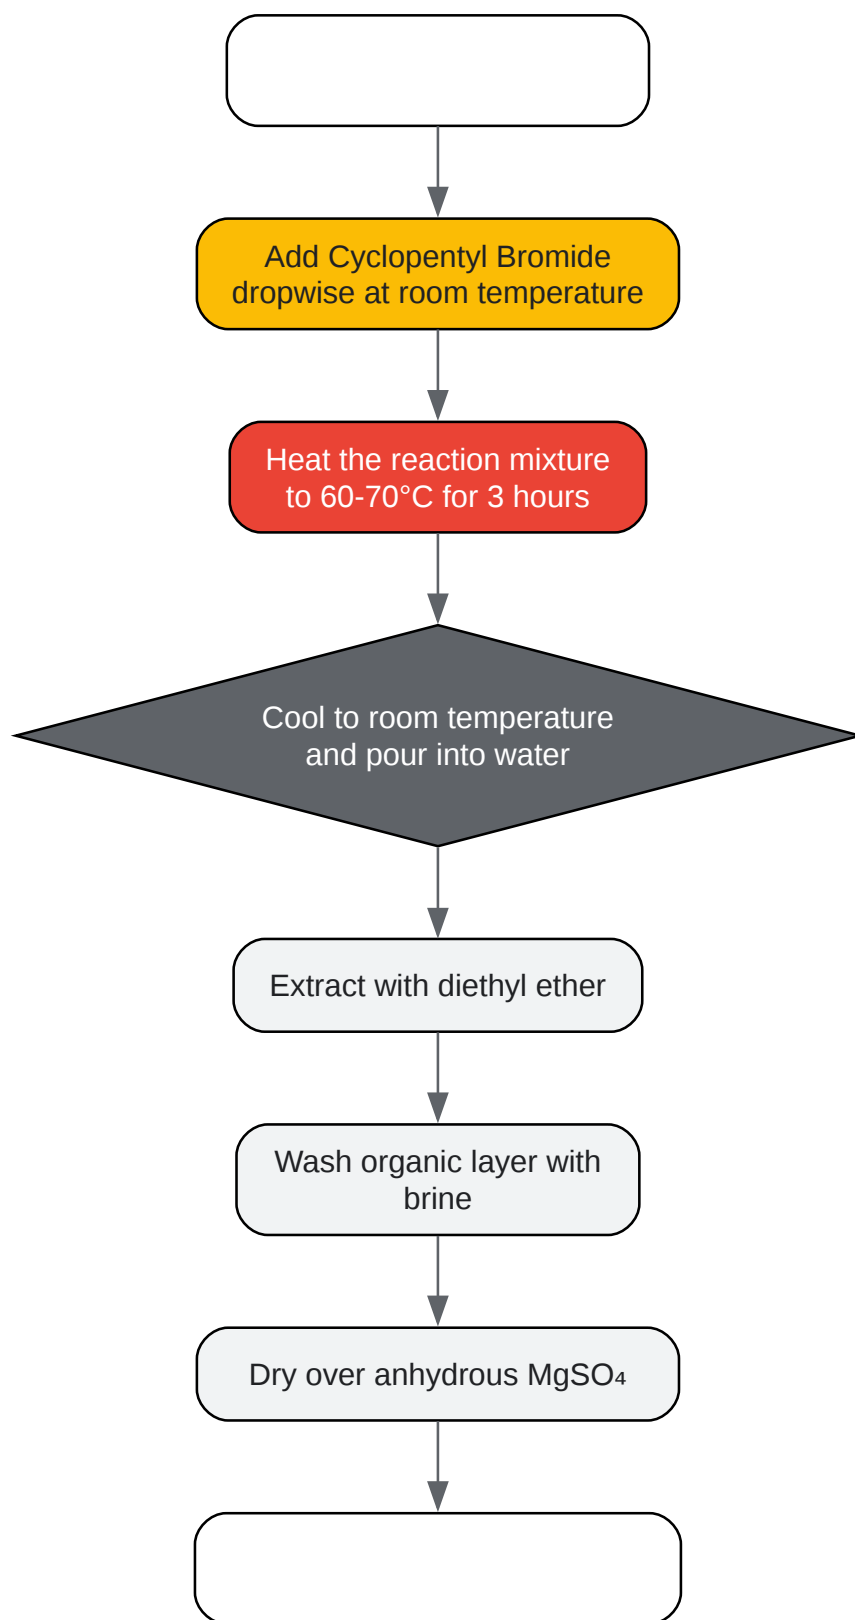 Add Cyclopentyl Bromide
dropwise at room temperature
Heat the reaction mixture
to 60-70°C for 3 hours
Cool to room temperature
and pour into water
Extract with diethyl ether
Wash organic layer with
brine
Dry over anhydrous MgSO₄